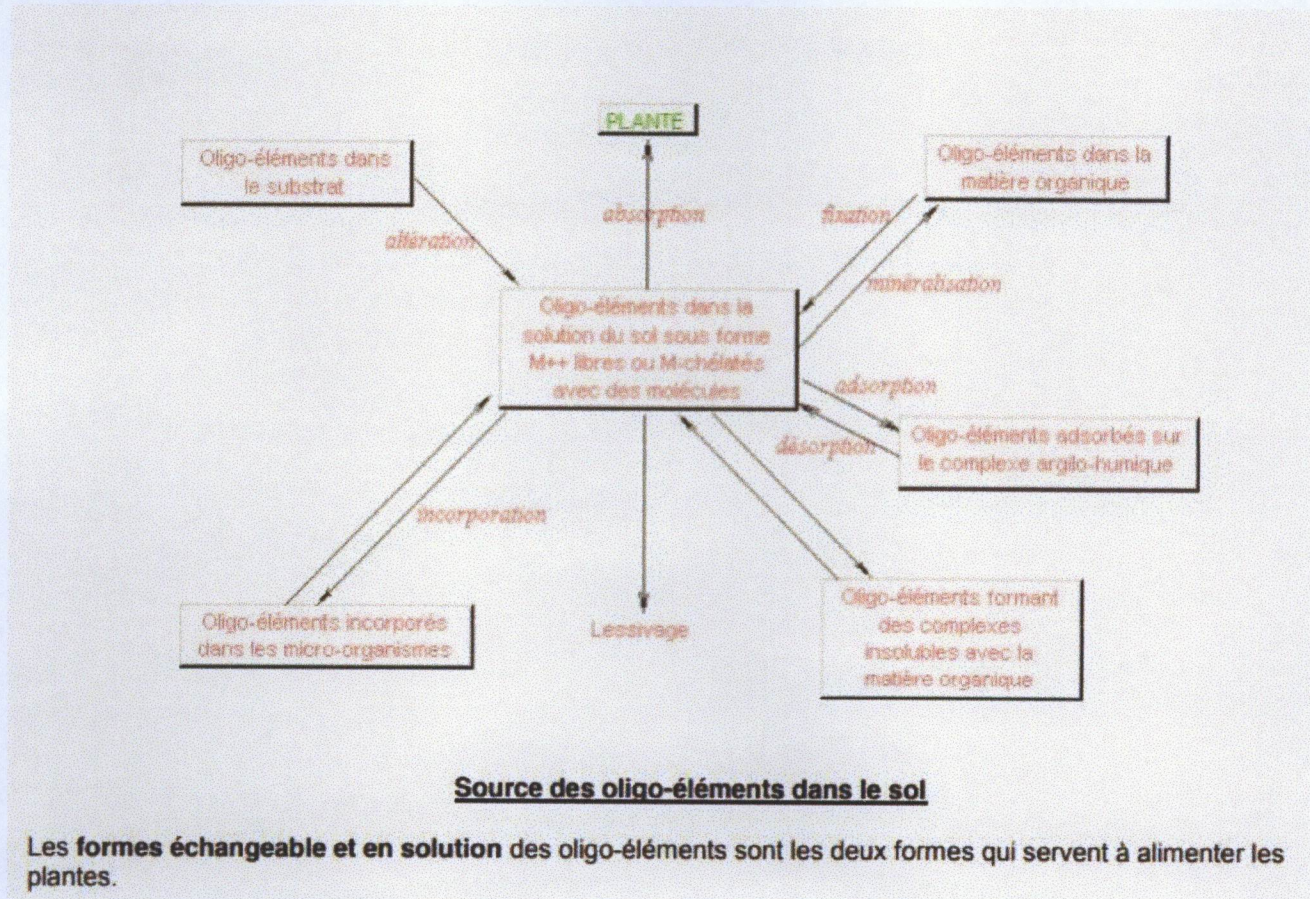 PLANTE
Oligo-éléments dans
le substrat
Oligo-éléments dans la
matière organique
altération
absorption
fixation
minéralisation
Oligo-éléments dans la
solution du sol sous forme
M++ libres ou M-chélatés
avec des molécules
adsorption
désorption
Oligo-éléments adsorbés sur
le complexe argilo-humique
incorporation
Oligo-éléments incorporés
dans les micro-organismes
Lessivage
Oligo-éléments formant
des complexes
insolubles avec la
matière organique
Source des oligo-éléments dans le sol
Les formes échangeable et en solution des oligo-éléments sont les deux formes qui servent à alimenter les
plantes.